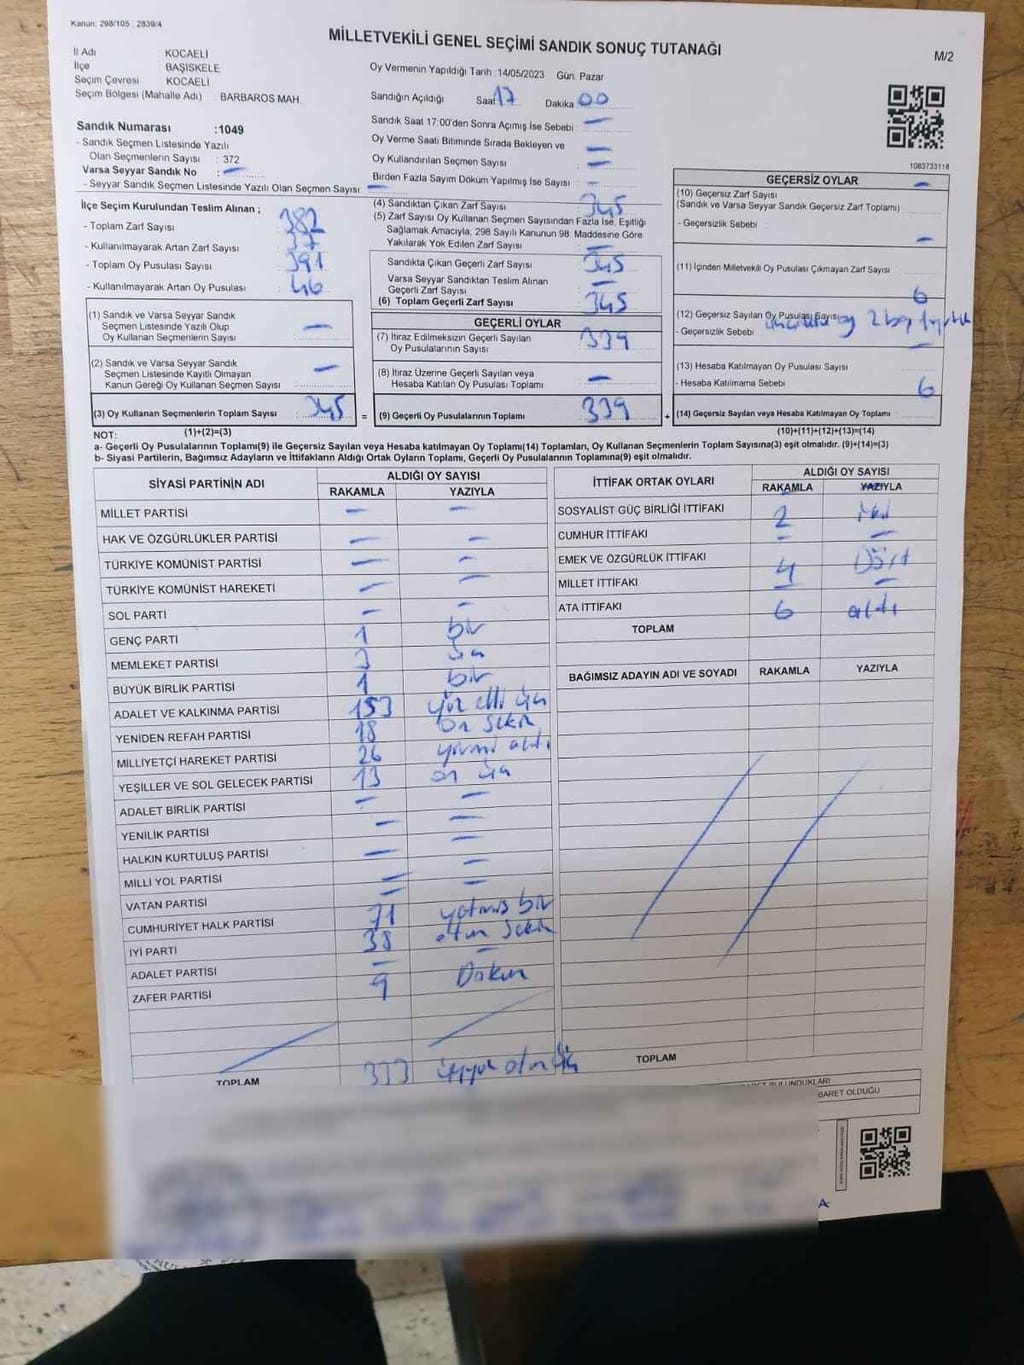 Kanun: 298/105 , 2839/4
MİLLETVEKİLİ GENEL SEÇİMİ SANDIK SONUÇ TUTANAĞI
M/2
İl Adı KOCAELİ
İlçe BAŞİSKELE
Seçim Çevresi KOCAELİ
Seçim Bölgesi (Mahalle Adı) BARBAROS MAH.
Oy Vermenin Yapıldığı Tarih :14/05/2023 Gün: Pazar
Sandığın Açıldığı Saat 17 Dakika 00
Sandık Saat 17:00'den Sonra Açımış İse Sebebi : —
Oy Verme Saati Bitiminde Sırada Bekleyen ve
Oy Kullandırılan Seçmen Sayısı : —
Birden Fazla Sayım Döküm Yapılmış İse Sayısı : —
Sandık Numarası :1049
- Sandık Seçmen Listesinde Yazılı
Olan Seçmenlerin Sayısı : 372
Varsa Seyyar Sandık No : —
- Seyyar Sandık Seçmen Listesinde Yazılı Olan Seçmen Sayısı : —
İlçe Seçim Kurulundan Teslim Alınan ;
- Toplam Zarf Sayısı : 382
- Kullanılmayarak Artan Zarf Sayısı : 37
- Toplam Oy Pusulası Sayısı : 391
- Kullanılmayarak Artan Oy Pusulası : 46
(1) Sandık ve Varsa Seyyar Sandık
Seçmen Listesinde Yazılı Olup
Oy Kullanan Seçmenlerin Sayısı : —
(2) Sandık ve Varsa Seyyar Sandık
Seçmen Listesinde Kayıtlı Olmayan
Kanun Gereği Oy Kullanan Seçmen Sayısı : —
(3) Oy Kullanan Seçmenlerin Toplam Sayısı : 345 =
(1)+(2)=(3)
(4) Sandıktan Çıkan Zarf Sayısı : 345
(5) Zarf Sayısı Oy Kullanan Seçmen Sayısından Fazla İse, Eşitliği
Sağlamak Amacıyla, 298 Sayılı Kanunun 98. Maddesine Göre
Yakılarak Yok Edilen Zarf Sayısı : —
Sandıkta Çıkan Geçerli Zarf Sayısı : 345
Varsa Seyyar Sandıktan Teslim Alınan
Geçerli Zarf Sayısı : —
(6) Toplam Geçerli Zarf Sayısı : 345
GEÇERLİ OYLAR
(7) İtiraz Edilmeksizin Geçerli Sayılan
Oy Pusulalarının Sayısı : 339
(8) İtiraz Üzerine Geçerli Sayılan veya
Hesaba Katılan Oy Pusulası Toplamı : —
(9) Geçerli Oy Pusulalarının Toplamı : 339 +
1083733118
GEÇERSİZ OYLAR
(10) Geçersiz Zarf Sayısı —
(Sandık ve Varsa Seyyar Sandık Geçersiz Zarf Toplamı)
- Geçersizlik Sebebi :
(11) İçinden Milletvekili Oy Pusulası Çıkmayan Zarf Sayısı —
(12) Geçersiz Sayılan Oy Pusulası Sayısı 6
- Geçersizlik Sebebi
(13) Hesaba Katılmayan Oy Pusulası Sayısı —
- Hesaba Katılmama Sebebi :
(14) Geçersiz Sayılan veya Hesaba Katılmayan Oy Toplamı : 6
(10)+(11)+(12)+(13)=(14)
NOT:
a- Geçerli Oy Pusulalarının Toplamı(9) ile Geçersiz Sayılan veya Hesaba katılmayan Oy Toplam(14) Toplamları, Oy Kullanan Seçmenlerin Toplam Sayısına(3) eşit olmalıdır. (9)+(14)=(3)
b- Siyasi Partilerin, Bağımsız Adayların ve İttifakların Aldığı Ortak Oyların Toplamı, Geçerli Oy Pusulalarının Toplamına(9) eşit olmalıdır.
SİYASİ PARTİNİN ADI ALDIĞI OY SAYISI
RAKAMLA YAZIYLA
MİLLET PARTİSİ — —
HAK VE ÖZGÜRLÜKLER PARTİSİ — —
TÜRKİYE KOMÜNİST PARTİSİ — —
TÜRKİYE KOMÜNİST HAREKETİ — —
SOL PARTİ — —
GENÇ PARTİ 1 bir
MEMLEKET PARTİSİ 3 üç
BÜYÜK BİRLİK PARTİSİ 1 bir
ADALET VE KALKINMA PARTİSİ 153 yüz elli üç
YENİDEN REFAH PARTİSİ 18 on sekiz
MİLLİYETÇİ HAREKET PARTİSİ 26 yirmi altı
YEŞİLLER VE SOL GELECEK PARTİSİ 13 on üç
ADALET BİRLİK PARTİSİ — —
YENİLİK PARTİSİ — —
HALKIN KURTULUŞ PARTİSİ — —
MİLLİ YOL PARTİSİ — —
VATAN PARTİSİ — —
CUMHURİYET HALK PARTİSİ 71 yetmiş bir
İYİ PARTİ 38 otuz sekiz
ADALET PARTİSİ — —
ZAFER PARTİSİ 9 Dokuz
TOPLAM 333 üçyüz otuz üç
İTTİFAK ORTAK OYLARI ALDIĞI OY SAYISI
RAKAMLA YAZIYLA
SOSYALİST GÜÇ BİRLİĞİ İTTİFAKI 2 iki
CUMHUR İTTİFAKI — —
EMEK VE ÖZGÜRLÜK İTTİFAKI 4 Dört
MİLLET İTTİFAKI — —
ATA İTTİFAKI 6 altı
TOPLAM
BAĞIMSIZ ADAYIN ADI VE SOYADI RAKAMLA YAZIYLA
TOPLAM
BARET OLDUĞU